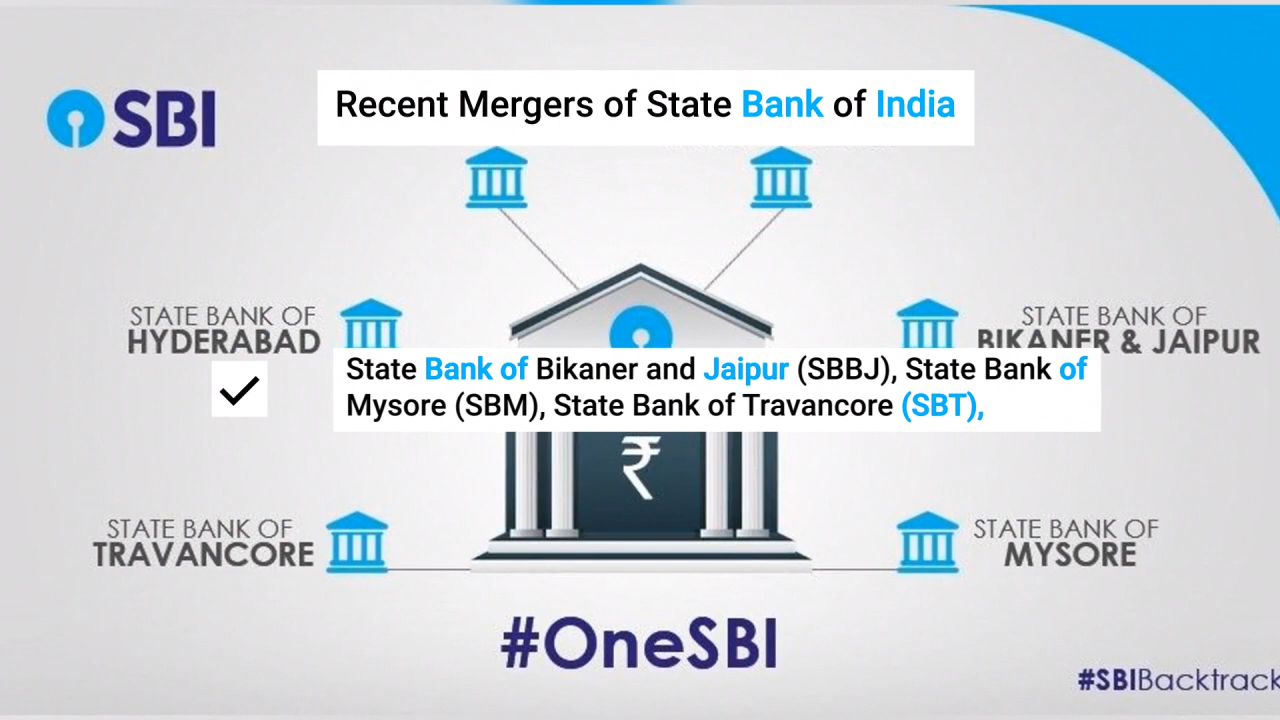 SBI
Recent Mergers of State Bank of India
STATE BANK OF
HYDERABAD
STATE BANK OF
BIKANER & JAIPUR
State Bank of Bikaner and Jaipur (SBBJ), State Bank of
Mysore (SBM), State Bank of Travancore (SBT),
₹
STATE BANK OF
TRAVANCORE
STATE BANK OF
MYSORE
#OneSBI
#SBIBacktrack